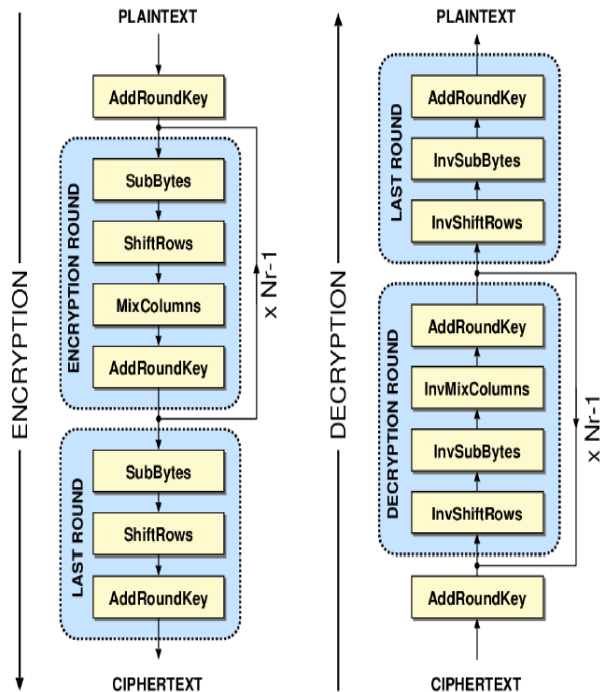 PLAINTEXT
AddRoundKey
SubBytes
ShiftRows
MixColumns
AddRoundKey
ENCRYPTION ROUND
x Nr-1
SubBytes
ShiftRows
AddRoundKey
LAST ROUND
CIPHERTEXT
ENCRYPTION
PLAINTEXT
AddRoundKey
InvSubBytes
InvShiftRows
LAST ROUND
AddRoundKey
InvMixColumns
InvSubBytes
InvShiftRows
DECRYPTION ROUND
x Nr-1
AddRoundKey
CIPHERTEXT
DECRYPTION